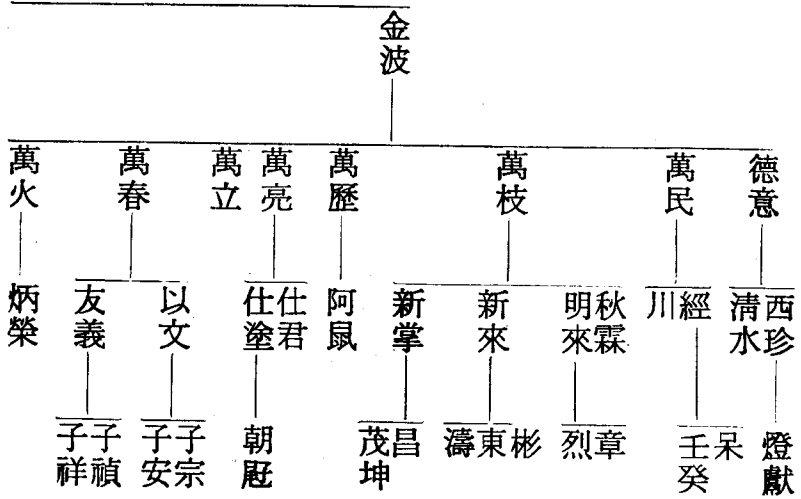 金波
德意
萬民
萬枝
萬歷
萬亮
萬立
萬春
萬火
西珍
清水
經
川
秋霖
明來
新來
新掌
阿鼠
仕君
仕塗
以文
友義
炳榮
燈獻
呆
壬癸
章
烈
彬
東
濤
昌
茂坤
朝
子宗
子安
子禎
子祥